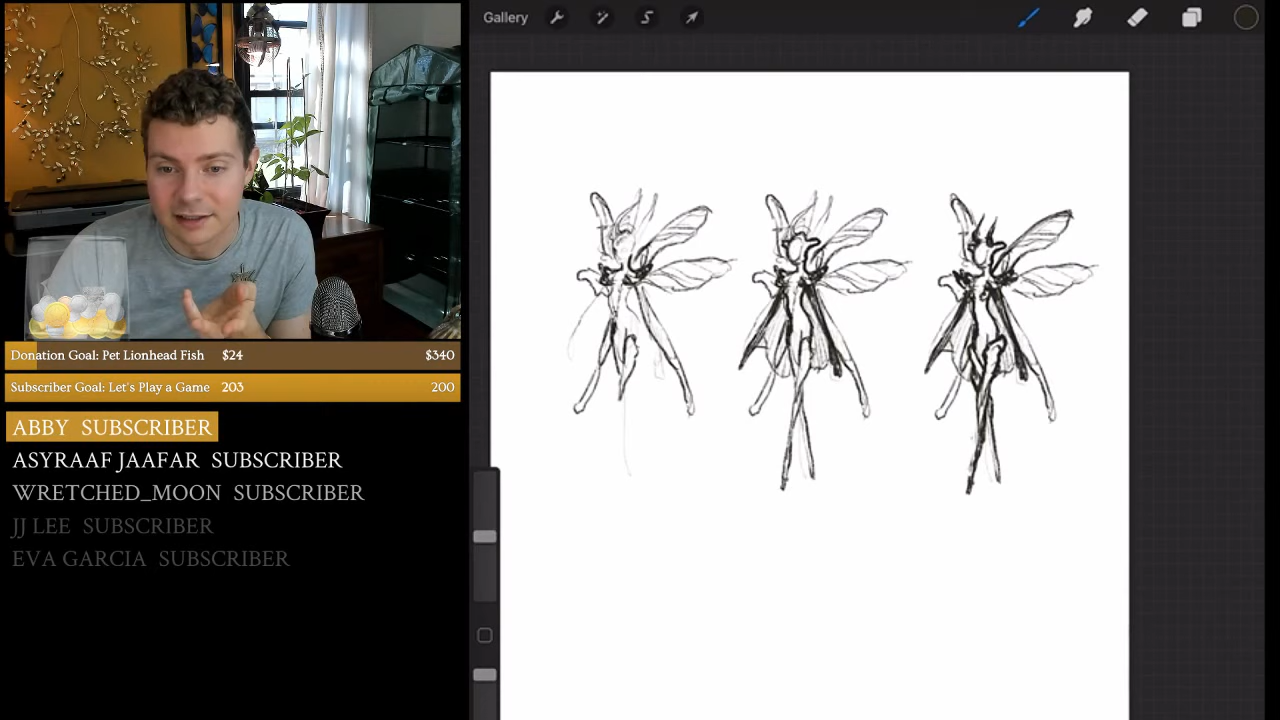 Gallery
Donation Goal: Pet Lionhead Fish $24 $340
Subscriber Goal: Let's Play a Game 203 200
ABBY SUBSCRIBER
ASYRAAF JAAFAR SUBSCRIBER
WRETCHED_MOON SUBSCRIBER
JJ LEE SUBSCRIBER
EVA GARCIA SUBSCRIBER